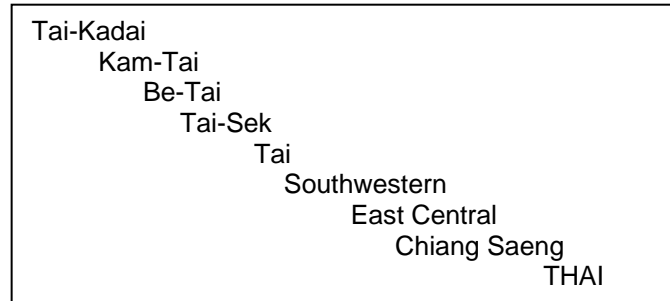 Tai-Kadai
Kam-Tai
Be-Tai
Tai-Sek
Tai
Southwestern
East Central
Chiang Saeng
THAI